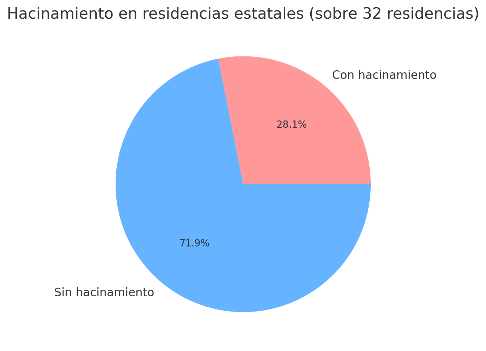 Hacinamiento en residencias estatales (sobre 32 residencias)
Con hacinamiento
28.1%
71.9%
Sin hacinamiento